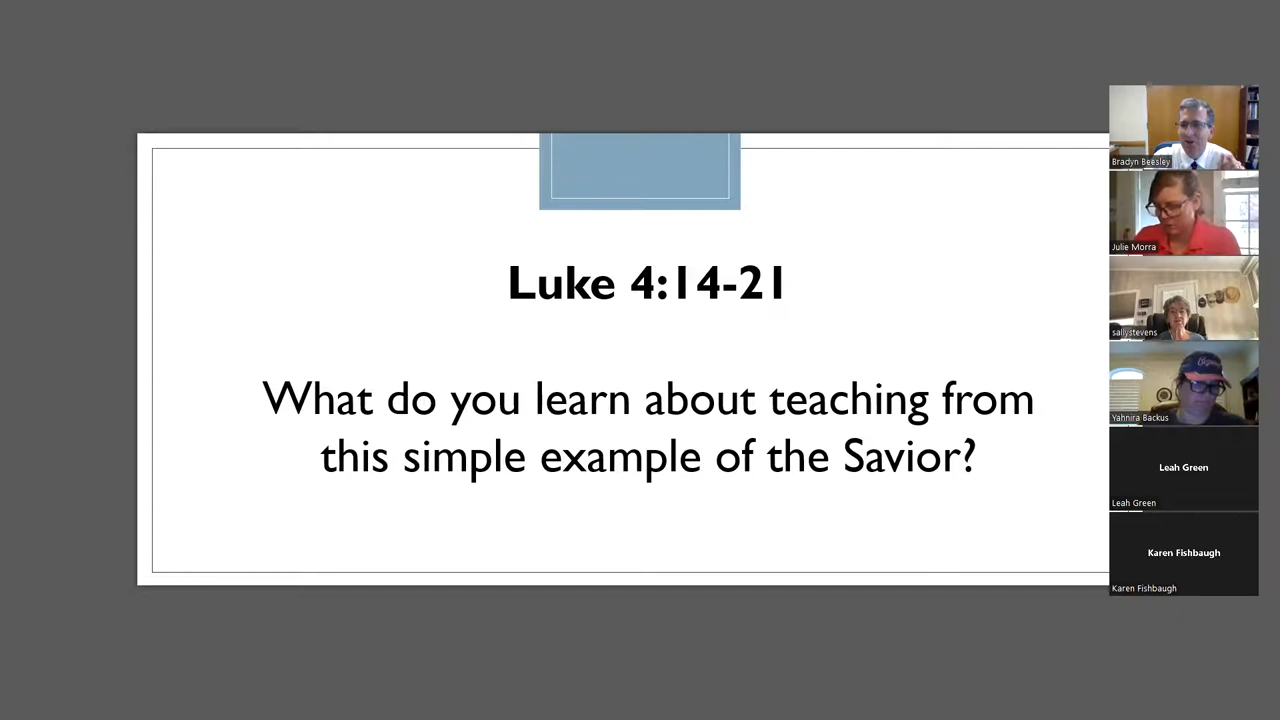 Luke 4:14-21
What do you learn about teaching from
this simple example of the Savior?
Bradyn Beesley
Julie Morra
sallystevens
Yahnira Backus
Leah Green
Leah Green
Karen Fishbaugh
Karen Fishbaugh